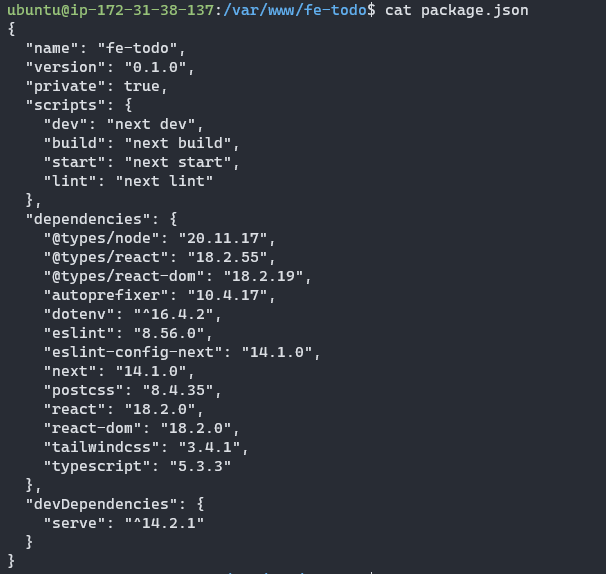 ubuntu@ip-172-31-38-137:/var/www/fe-todo$ cat package.json
{
  "name": "fe-todo",
  "version": "0.1.0",
  "private": true,
  "scripts": {
    "dev": "next dev",
    "build": "next build",
    "start": "next start",
    "lint": "next lint"
  },
  "dependencies": {
    "@types/node": "20.11.17",
    "@types/react": "18.2.55",
    "@types/react-dom": "18.2.19",
    "autoprefixer": "10.4.17",
    "dotenv": "^16.4.2",
    "eslint": "8.56.0",
    "eslint-config-next": "14.1.0",
    "next": "14.1.0",
    "postcss": "8.4.35",
    "react": "18.2.0",
    "react-dom": "18.2.0",
    "tailwindcss": "3.4.1",
    "typescript": "5.3.3"
  },
  "devDependencies": {
    "serve": "^14.2.1"
  }
}